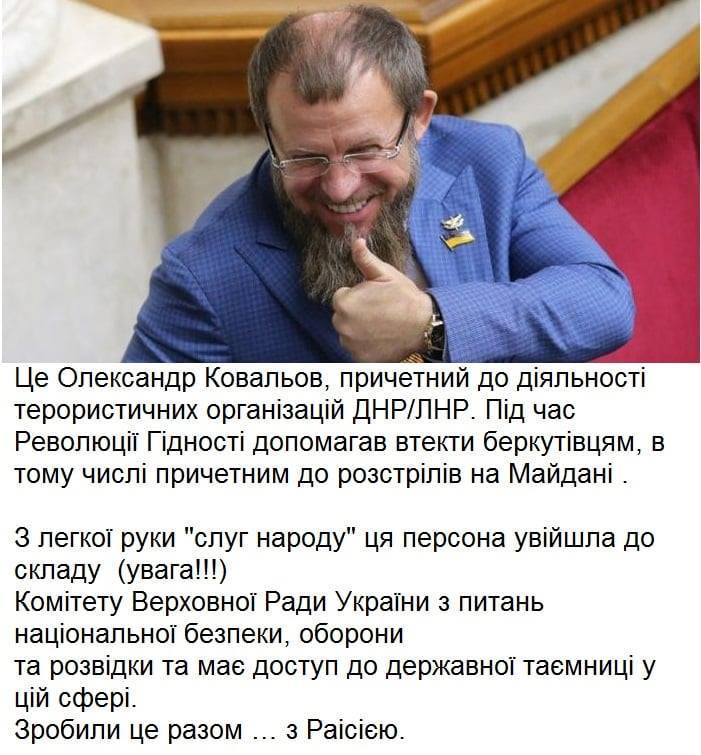 Це Олександр Ковальов, причетний до діяльності
терористичних організацій ДНР/ЛНР. Під час
Революції Гідності допомагав втекти беркутівцям, в
тому числі причетним до розстрілів на Майдані .
З легкої руки "слуг народу" ця персона увійшла до
складу (увага!!!)
Комітету Верховної Ради України з питань
національної безпеки, оборони
та розвідки та має доступ до державної таємниці у
цій сфері.
Зробили це разом ... з Раісією.